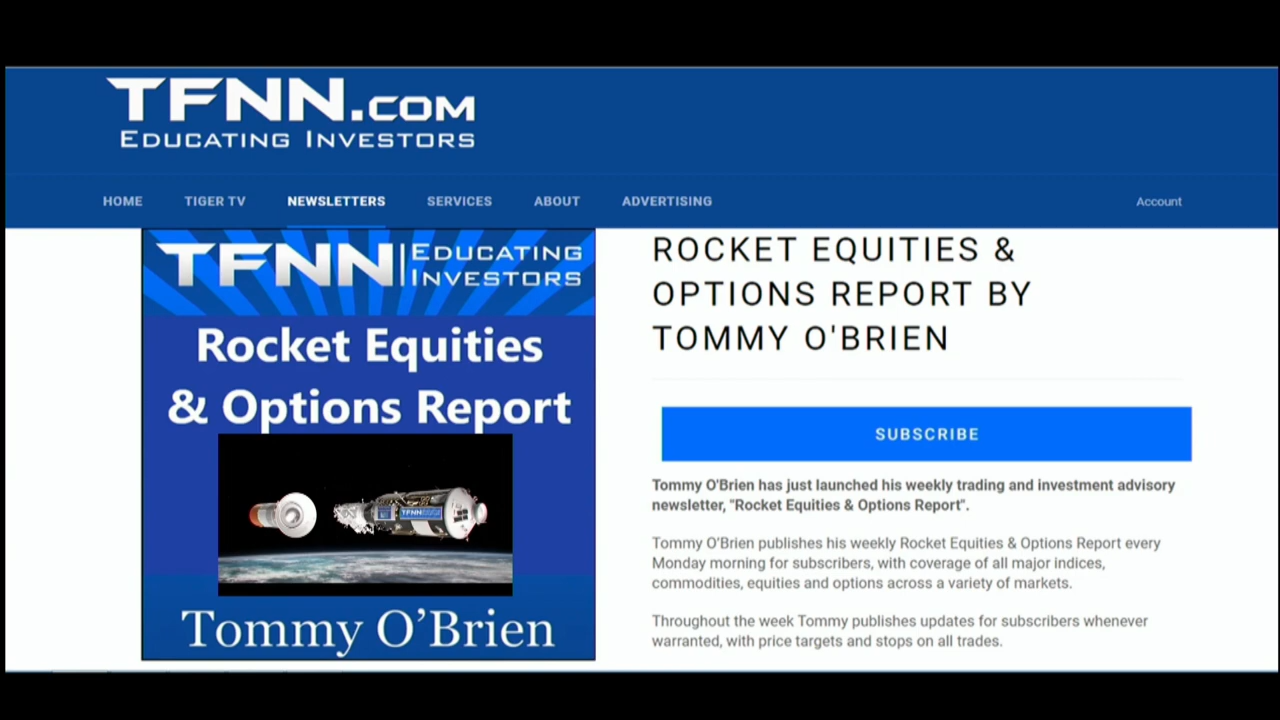 TFNN.COM
EDUCATING INVESTORS
HOME TIGER TV NEWSLETTERS SERVICES ABOUT ADVERTISING Account
TFNN | EDUCATING
INVESTORS
Rocket Equities
& Options Report
TFNN
Tommy O’Brien
ROCKET EQUITIES &
OPTIONS REPORT BY
TOMMY O'BRIEN
SUBSCRIBE
Tommy O'Brien has just launched his weekly trading and investment advisory
newsletter, "Rocket Equities & Options Report".
Tommy O’Brien publishes his weekly Rocket Equities & Options Report every
Monday morning for subscribers, with coverage of all major indices,
commodities, equities and options across a variety of markets.
Throughout the week Tommy publishes updates for subscribers whenever
warranted, with price targets and stops on all trades.